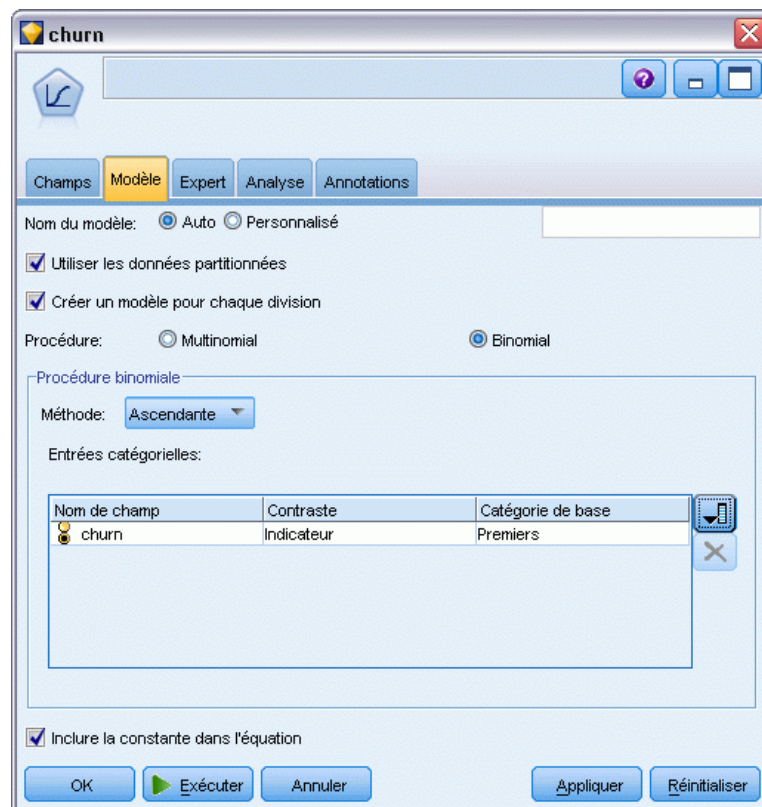 churn
Champs Modèle Expert Analyse Annotations
Nom du modèle: Auto Personnalisé
Utiliser les données partitionnées
Créer un modèle pour chaque division
Procédure: Multinomial Binomial
Procédure binomiale
Méthode: Ascendante
Entrées catégorielles:
Nom de champ Contraste Catégorie de base
churn Indicateur Premiers
Inclure la constante dans l'équation
OK Exécuter Annuler Appliquer Réinitialiser